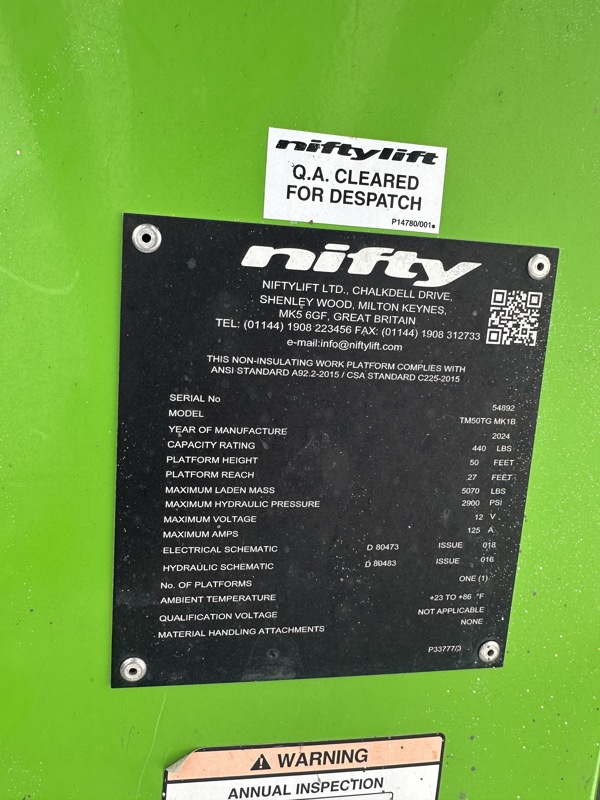 niftylift
Q.A. CLEARED
FOR DESPATCH
P14780/001
nifty
NIFTYLIFT LTD., CHALKDELL DRIVE,
SHENLEY WOOD, MILTON KEYNES,
MK5 6GF, GREAT BRITAIN
TEL: (01144) 1908 223456 FAX: (01144) 1908 312733
e-mail:info@niftylift.com
THIS NON-INSULATING WORK PLATFORM COMPLIES WITH
ANSI STANDARD A92.2-2015 / CSA STANDARD C225-2015
SERIAL No 54892
MODEL TM50TG MK1B
YEAR OF MANUFACTURE 2024
CAPACITY RATING 440 LBS
PLATFORM HEIGHT 50 FEET
PLATFORM REACH 27 FEET
MAXIMUM LADEN MASS 5070 LBS
MAXIMUM HYDRAULIC PRESSURE 2900 PSI
MAXIMUM VOLTAGE 12 V
MAXIMUM AMPS 125 A
ELECTRICAL SCHEMATIC D 80473 ISSUE 018
HYDRAULIC SCHEMATIC D 80483 ISSUE 016
No. OF PLATFORMS ONE (1)
AMBIENT TEMPERATURE +23 TO +86 °F
QUALIFICATION VOLTAGE NOT APPLICABLE
MATERIAL HANDLING ATTACHMENTS NONE
P33777/3
WARNING
ANNUAL INSPECTION